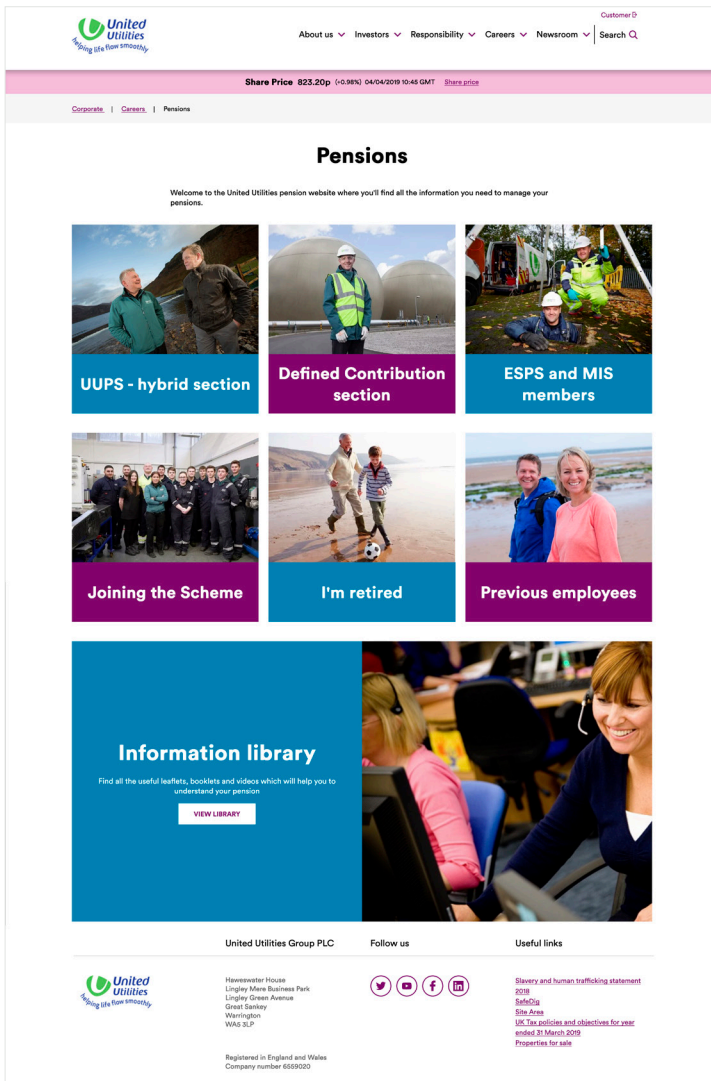 Customer
United
Utilities
helping life flow smoothly
About us
Investors
Responsibility
Careers
Newsroom
Search
Share Price 823.20p (+0.98%) 04/04/2019 10:45 GMT Share price
Corporate | Careers | Pensions
Pensions
Welcome to the United Utilities pension website where you'll find all the information you need to manage your
pensions.
UUPS - hybrid section
Defined Contribution
section
ESPS and MIS
members
Joining the Scheme
I'm retired
Previous employees
Information library
Find all the useful leaflets, booklets and videos which will help you to
understand your pension
VIEW LIBRARY
United Utilities Group PLC
Follow us
Useful links
United
Utilities
helping life flow smoothly
Haweswater House
Lingley Mere Business Park
Lingley Green Avenue
Great Sankey
Warrington
WA5 3LP
Registered in England and Wales
Company number 6559020
Slavery and human trafficking statement
2018
SafeDig
Site Area
UK Tax policies and objectives for year
ended 31 March 2019
Properties for sale